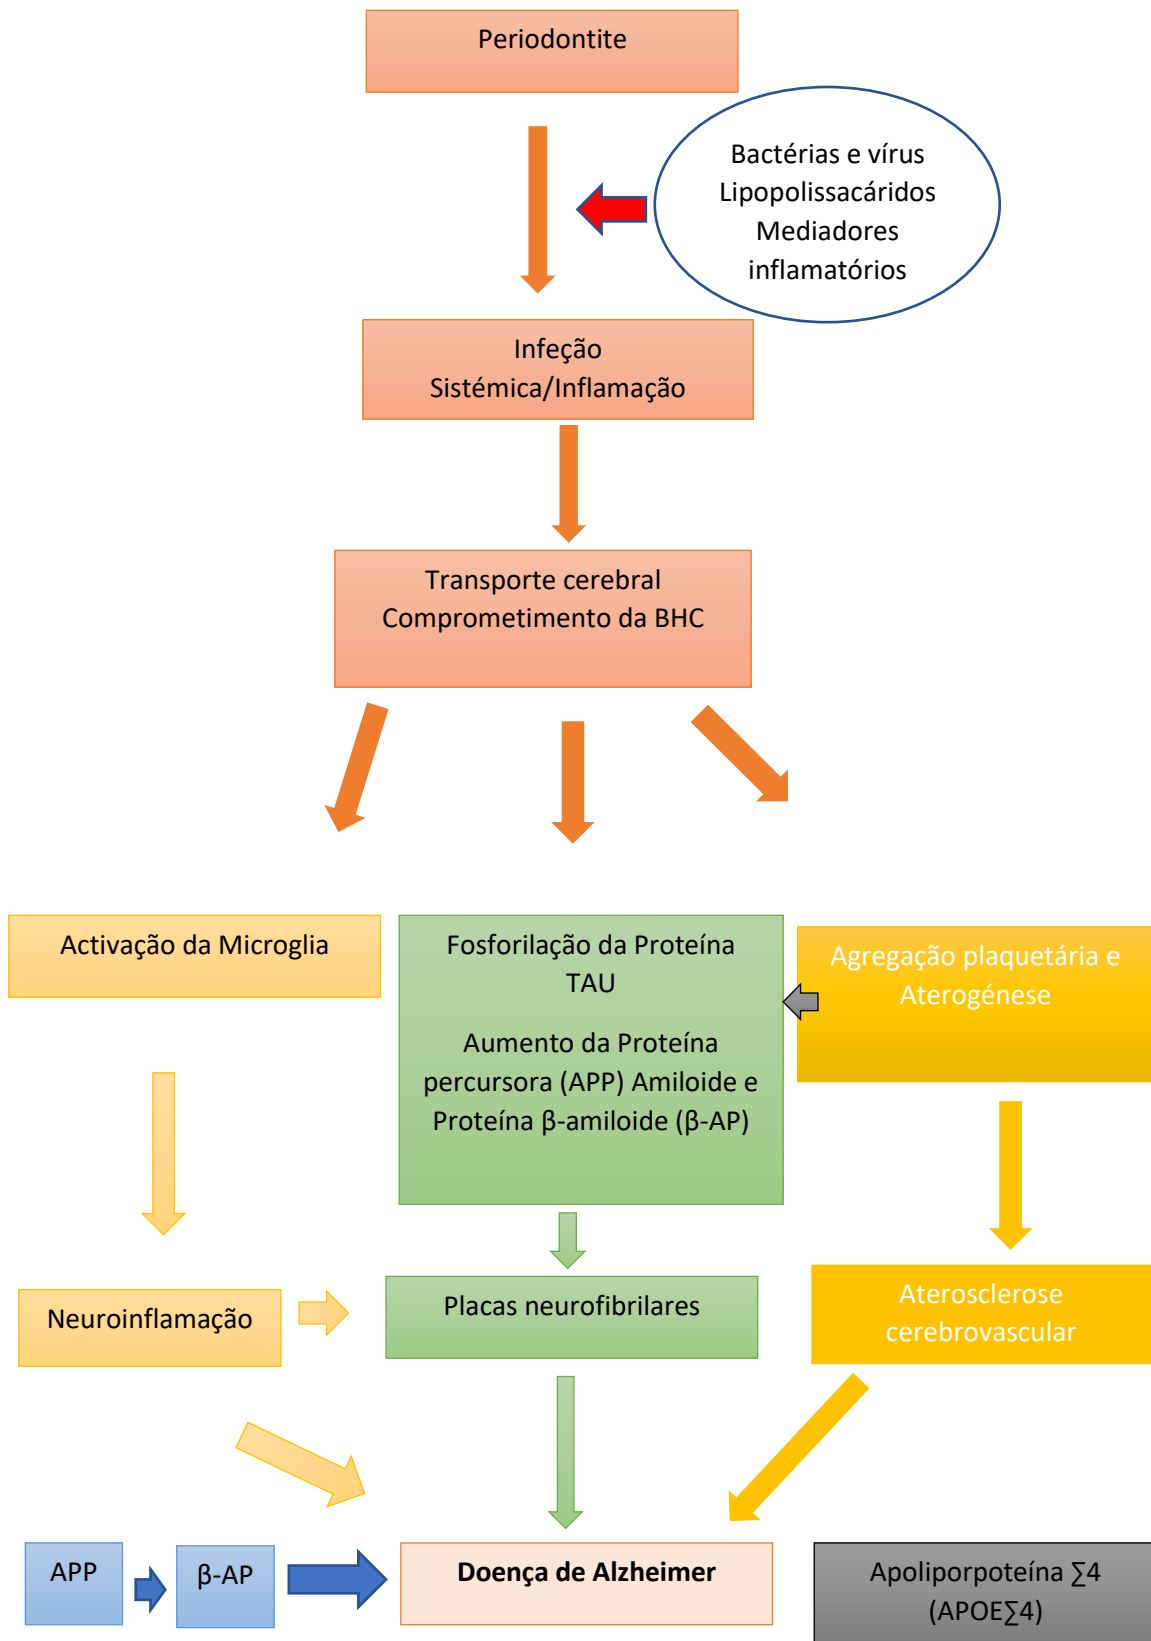 Periodontite
Bactérias e vírus
Lipopolissacáridos
Mediadores
inflamatórios
Infeção
Sistémica/Inflamação
Transporte cerebral
Comprometimento da BHC
Activação da Microglia
Fosforilação da Proteína
TAU
Aumento da Proteína
percursora (APP) Amiloide e
Proteína β-amiloide (β-AP)
Agregação plaquetária e
Aterogénese
Neuroinflamação
Placas neurofibrilares
Aterosclerose
cerebrovascular
APP
β-AP
Doença de Alzheimer
Apoliporpoteína ∑4
(APOE∑4)